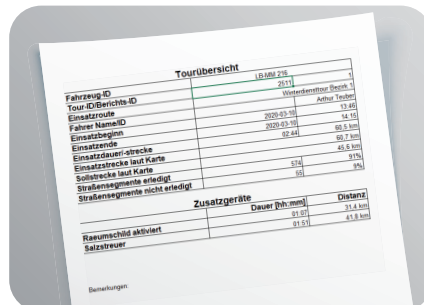 Tourübersicht
Fahrzeug-ID LB-MM 216
Tour-ID/Berichts-ID 2511 1
Einsatzroute Winterdiensttour Bezirk 1
Fahrer Name/ID Arthur Teuber
Einsatzbeginn 2020-03-10 13:46
Einsatzende 2020-03-10 14:15
Einsatzdauer/-strecke 02:44 60,5 km
Einsatzstrecke laut Karte 60,7 km
Sollstrecke laut Karte 45,6 km
Straßensegmente erledigt 574 91%
Straßensegmente nicht erledigt 55 9%
Zusatzgeräte
Dauer [hh:mm] Distanz
Raeumschild aktiviert 01:07 31,4 km
Salzstreuer 01:51 41,8 km
Bemerkungen: